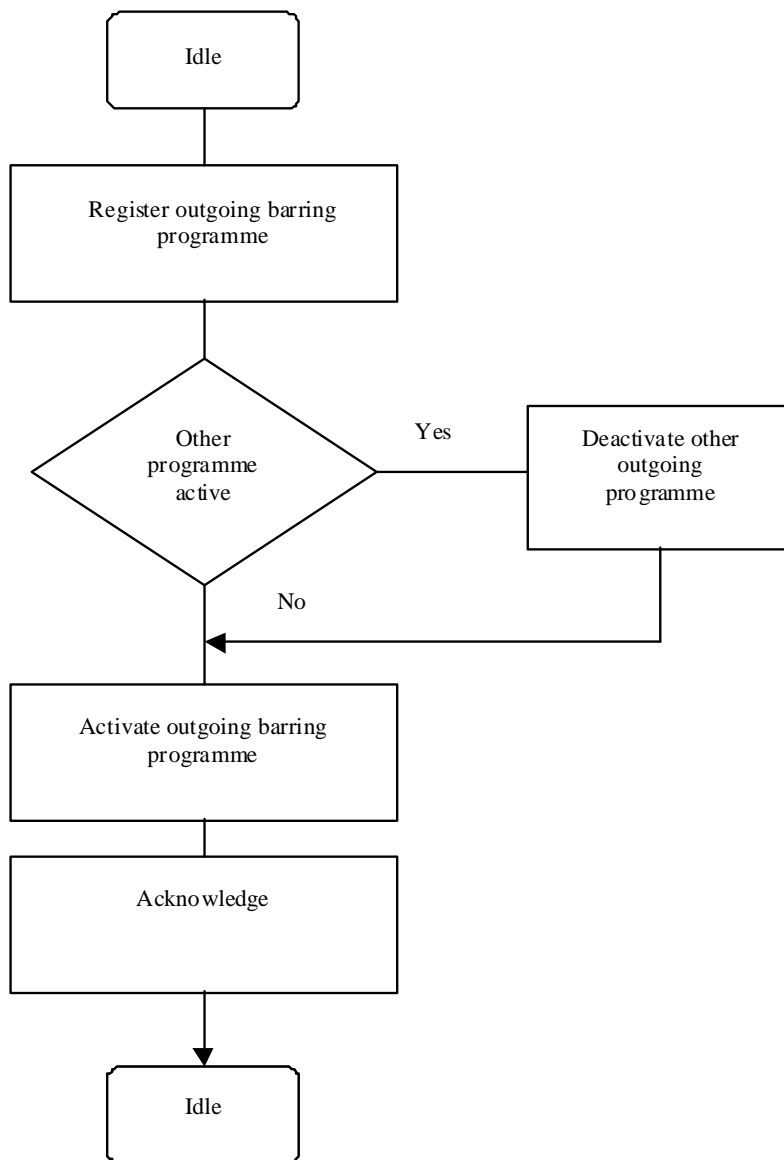 Idle
Register outgoing barring
programme
Other
programme
active
Yes
Deactivate other
outgoing
programme
No
Activate outgoing barring
programme
Acknowledge
Idle